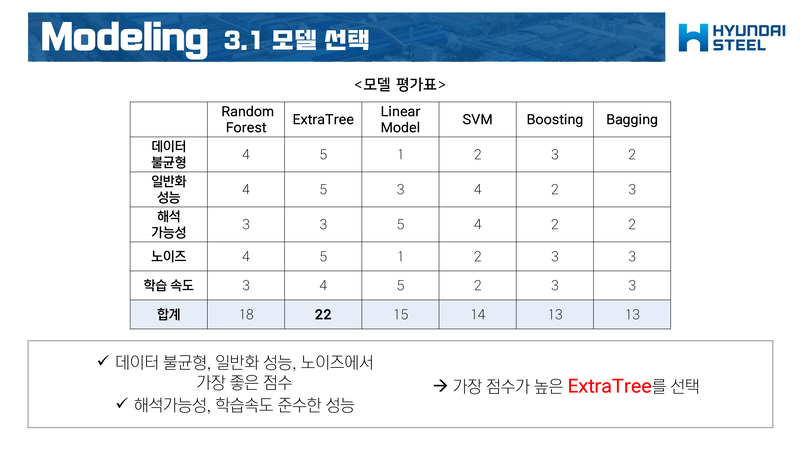 Modeling 3.1 모델 선택
HYUNDAI
STEEL
<모델 평가표>
Random
Forest
ExtraTree
Linear
Model
SVM
Boosting
Bagging
데이터
불균형
4 5 1 2 3 2
일반화
성능
4 5 3 4 2 3
해석
가능성
3 3 5 4 2 2
노이즈 4 5 1 2 3 3
학습 속도 3 4 5 2 3 3
합계 18 22 15 14 13 13
✓ 데이터 불균형, 일반화 성능, 노이즈에서
가장 좋은 점수
✓ 해석가능성, 학습속도 준수한 성능
→ 가장 점수가 높은 ExtraTree를 선택